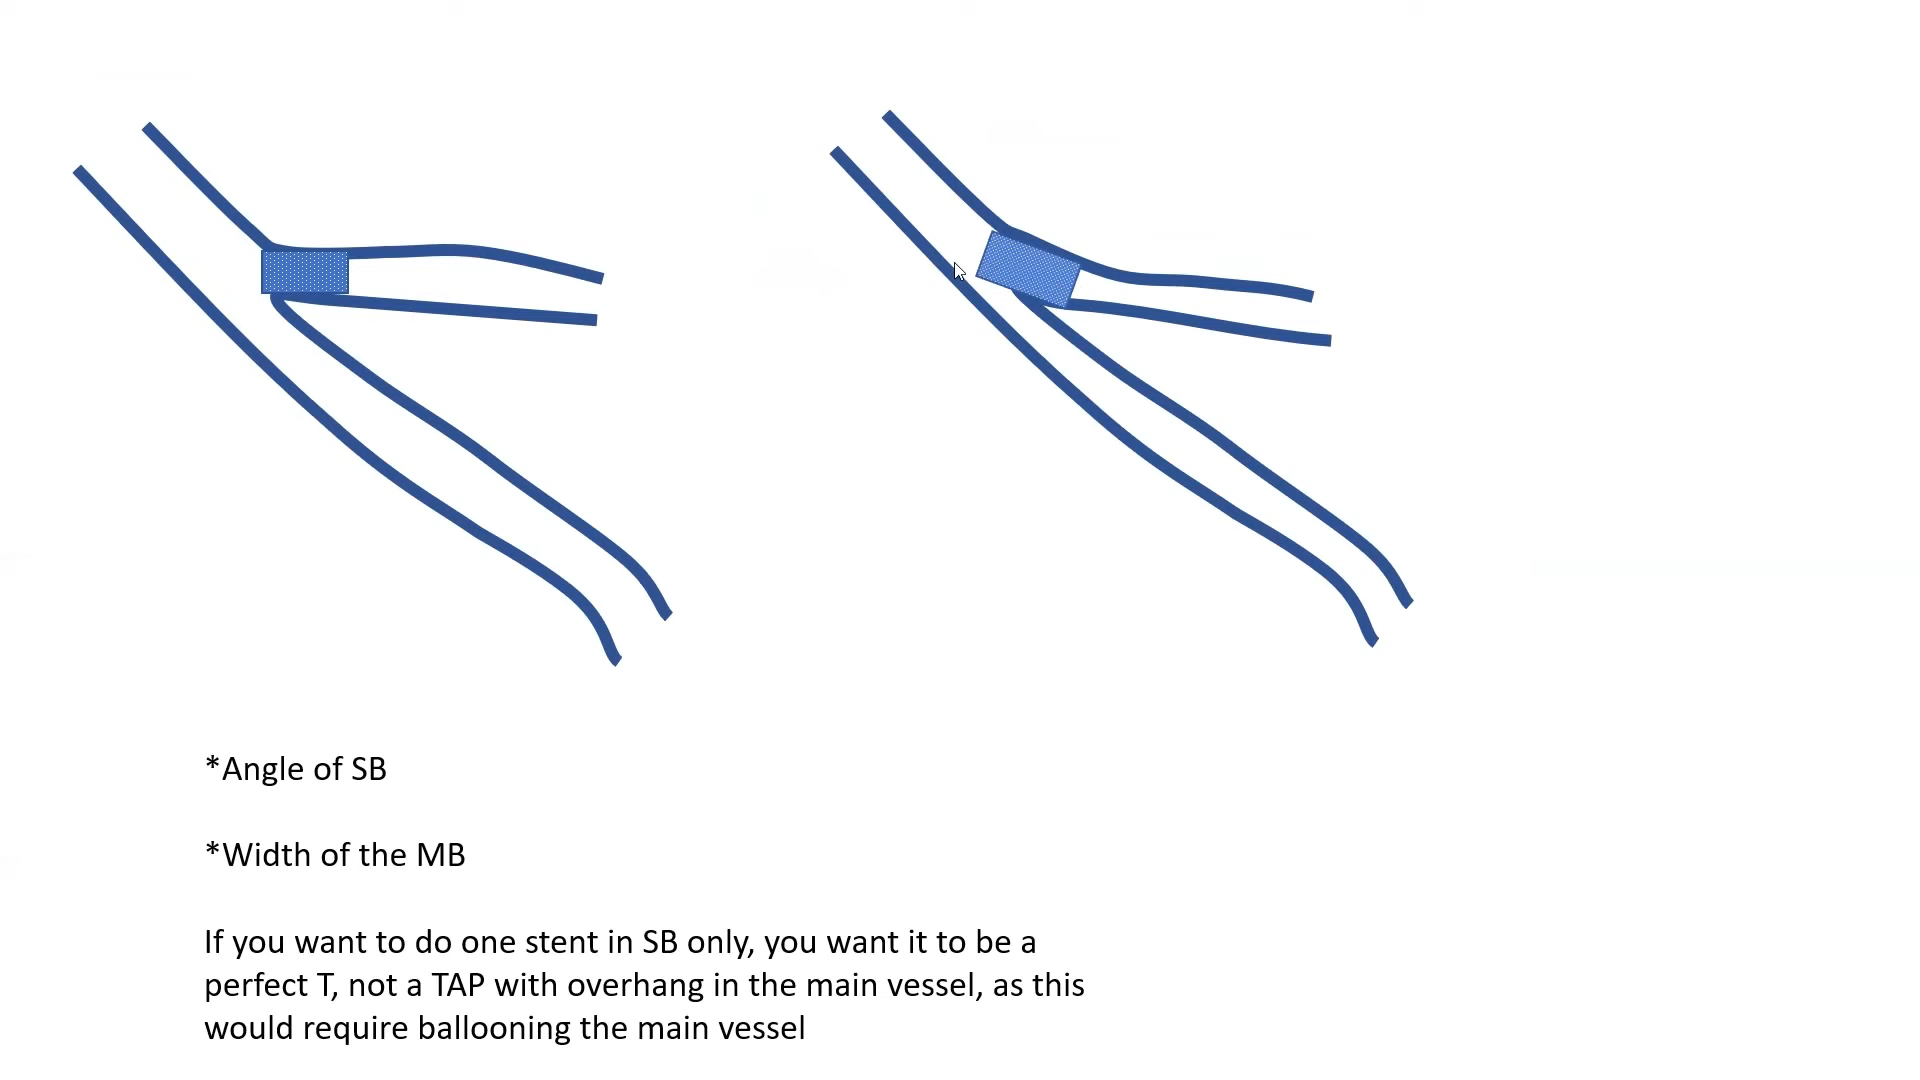 *Angle of SB
*Width of the MB
If you want to do one stent in SB only, you want it to be a
perfect T, not a TAP with overhang in the main vessel, as this
would require ballooning the main vessel